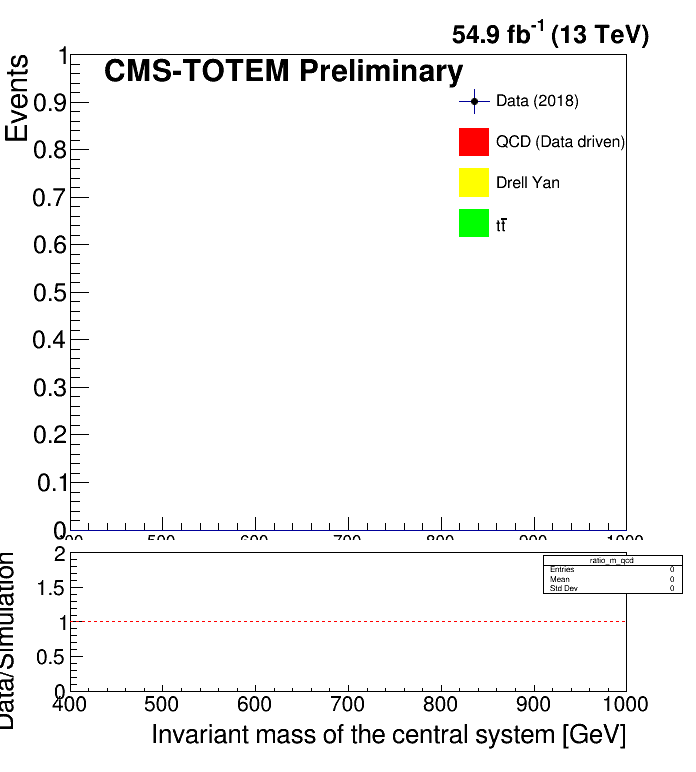 54.9 fb-1 (13 TeV)
CMS-TOTEM Preliminary
Events
1
0.9
0.8
0.7
0.6
0.5
0.4
0.3
0.2
0.1
0
Data (2018)
QCD (Data driven)
Drell Yan
tt̅
400 500 600 700 800 900 1000
Data/Simulation
2
1.5
1
0.5
0
ratio_m_qcd
Entries 0
Mean 0
Std Dev 0
400 500 600 700 800 900 1000
Invariant mass of the central system [GeV]